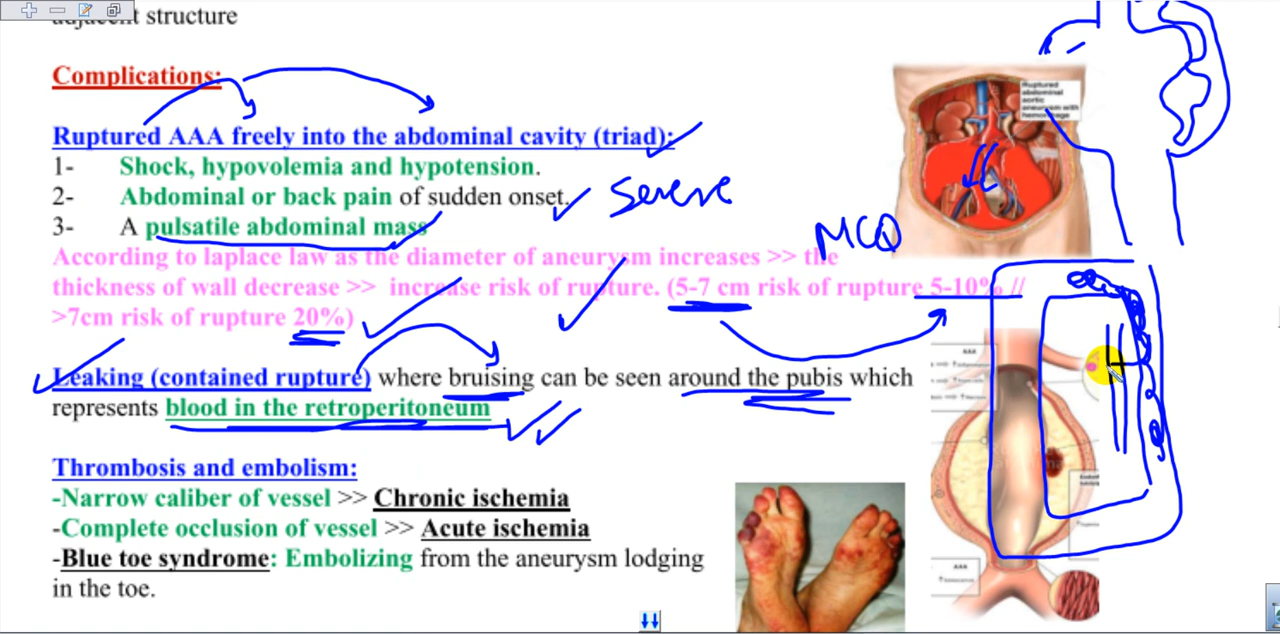 adjacent structure
Complications:
Ruptured AAA freely into the abdominal cavity (triad):
1- Shock, hypovolemia and hypotension.
2- Abdominal or back pain of sudden onset.
severe
3- A pulsatile abdominal mass
MCQ
According to laplace law as the diameter of aneurysm increases >> the
thickness of wall decrease >> increase risk of rupture. (5-7 cm risk of rupture 5-10% //
>7cm risk of rupture 20%)
Leaking (contained rupture) where bruising can be seen around the pubis which
represents blood in the retroperitoneum
Thrombosis and embolism:
-Narrow caliber of vessel >> Chronic ischemia
-Complete occlusion of vessel >> Acute ischemia
-Blue toe syndrome: Embolizing from the aneurysm lodging
in the toe.
Ruptured
abdominal
aortic
aneurysm with
hemorrhage
AAA
AAA